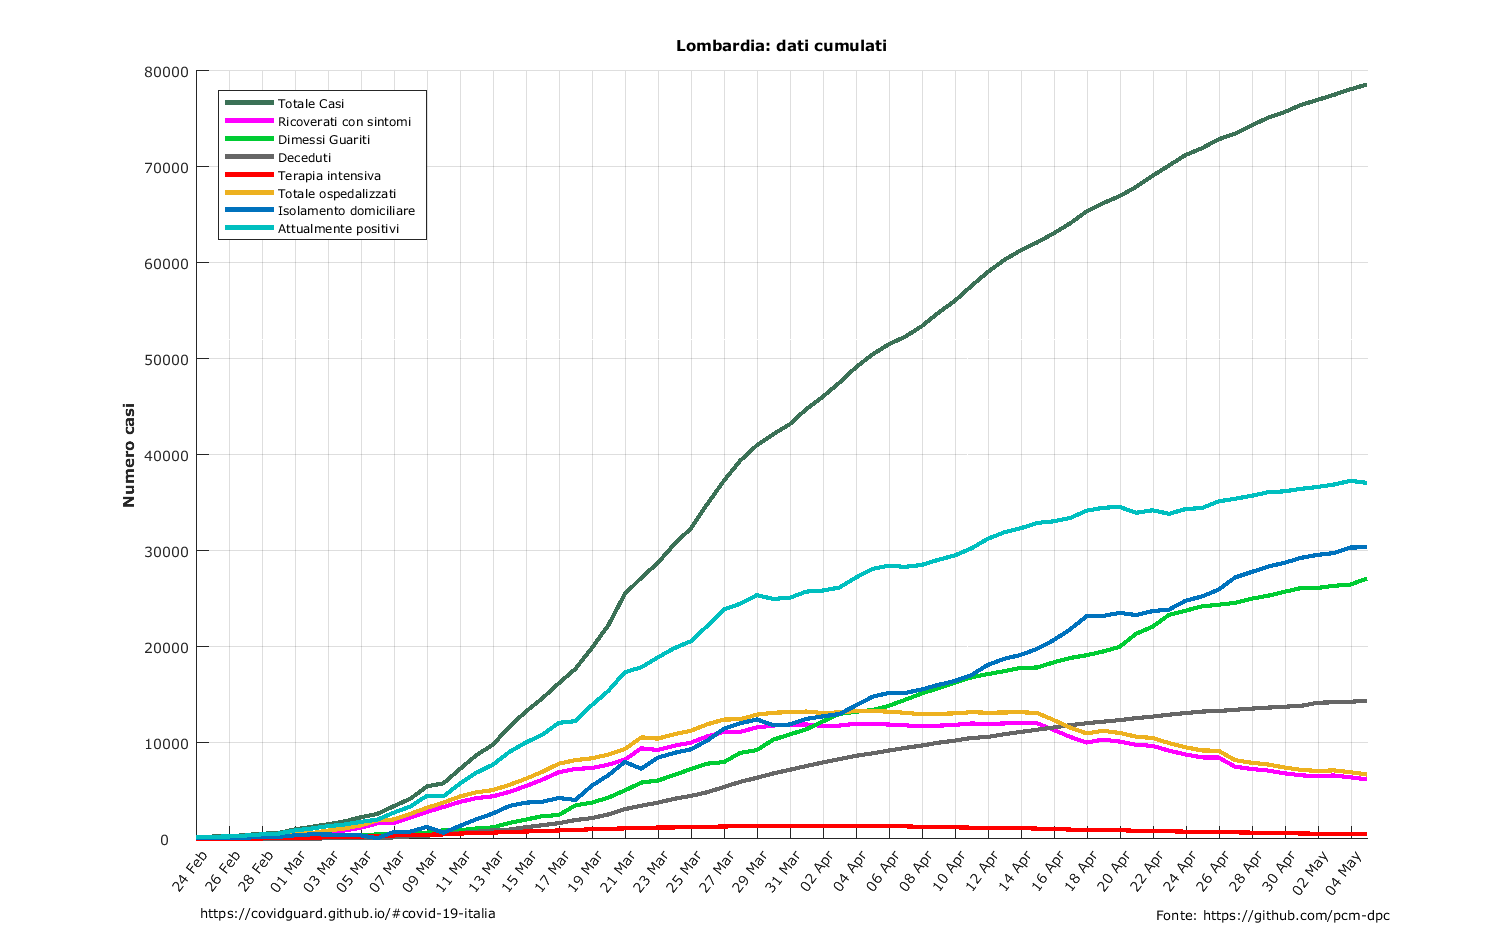 Lombardia: dati cumulati
80000
70000
60000
50000
40000
30000
20000
10000
0
Numero casi
Totale Casi
Ricoverati con sintomi
Dimessi Guariti
Deceduti
Terapia intensiva
Totale ospedalizzati
Isolamento domiciliare
Attualmente positivi
24 Feb
26 Feb
28 Feb
01 Mar
03 Mar
05 Mar
07 Mar
09 Mar
11 Mar
13 Mar
15 Mar
17 Mar
19 Mar
21 Mar
23 Mar
25 Mar
27 Mar
29 Mar
31 Mar
02 Apr
04 Apr
06 Apr
08 Apr
10 Apr
12 Apr
14 Apr
16 Apr
18 Apr
20 Apr
22 Apr
24 Apr
26 Apr
28 Apr
30 Apr
02 May
04 May
https://covidguard.github.io/#covid-19-italia
Fonte: https://github.com/pcm-dpc